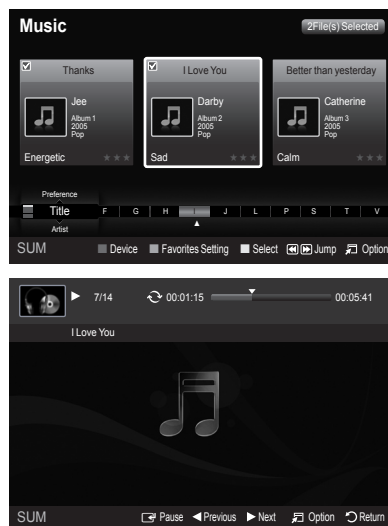 Music
2File(s) Selected
Thanks
I Love You
Better than yesterday
Jee
Album 1
2005
Pop
Darby
Album 2
2005
Pop
Catherine
Album 3
2005
Pop
Energetic
Sad
Calm
Preference
Title F G H I J L P S T V
Artist
SUM Device Favorites Setting Select Jump Option
7/14 00:01:15 00:05:41
I Love You
SUM Pause Previous Next Option Return